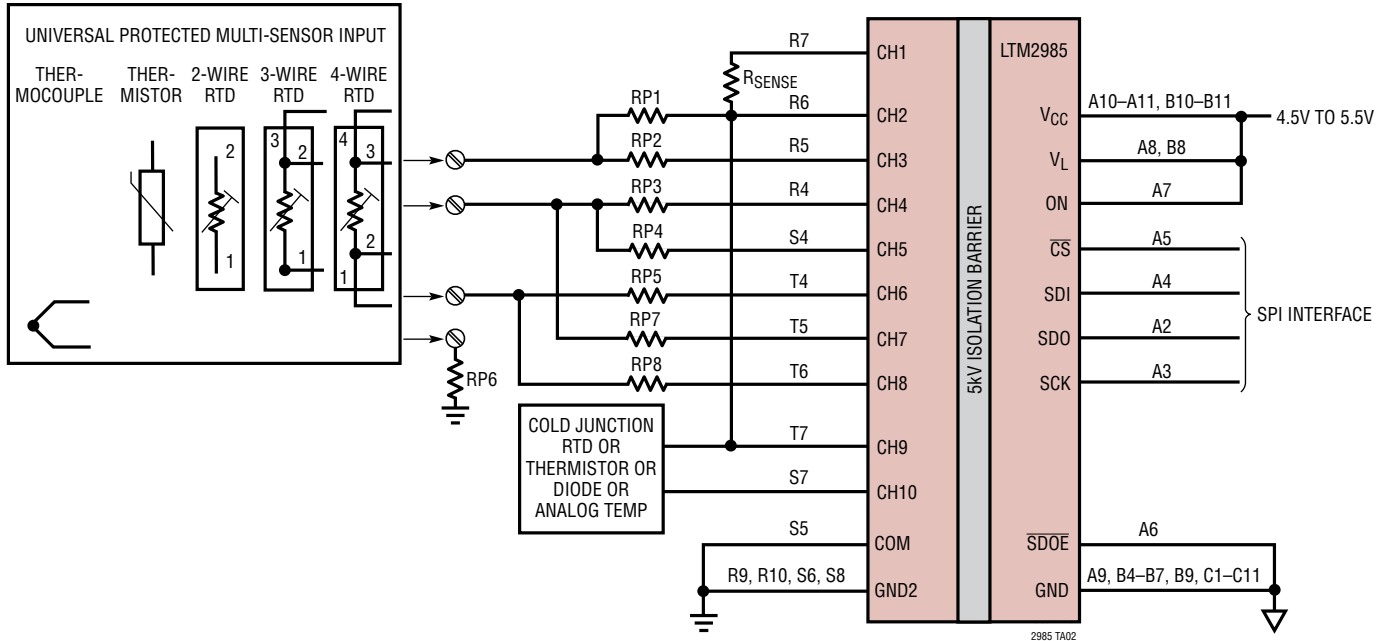 UNIVERSAL PROTECTED MULTI-SENSOR INPUT
THER-
MOCOUPLE
THER-
MISTOR
2-WIRE
RTD
3-WIRE
RTD
4-WIRE
RTD
2
1
3
2
1
4
3
2
1
RP1
RP2
RP3
RP4
RP5
RP7
RP8
RP6
RSENSE
COLD JUNCTION
RTD OR
THERMISTOR OR
DIODE OR
ANALOG TEMP
R7
R6
R5
R4
S4
T4
T5
T6
T7
S7
S5
R9, R10, S6, S8
CH1
CH2
CH3
CH4
CH5
CH6
CH7
CH8
CH9
CH10
COM
GND2
5kV ISOLATION BARRIER
LTM2985
VCC
VL
ON
CS
SDI
SDO
SCK
SDOE
GND
A10–A11, B10–B11
A8, B8
A7
A5
A4
A2
A3
A6
A9, B4–B7, B9, C1–C11
4.5V TO 5.5V
SPI INTERFACE
2985 TA02